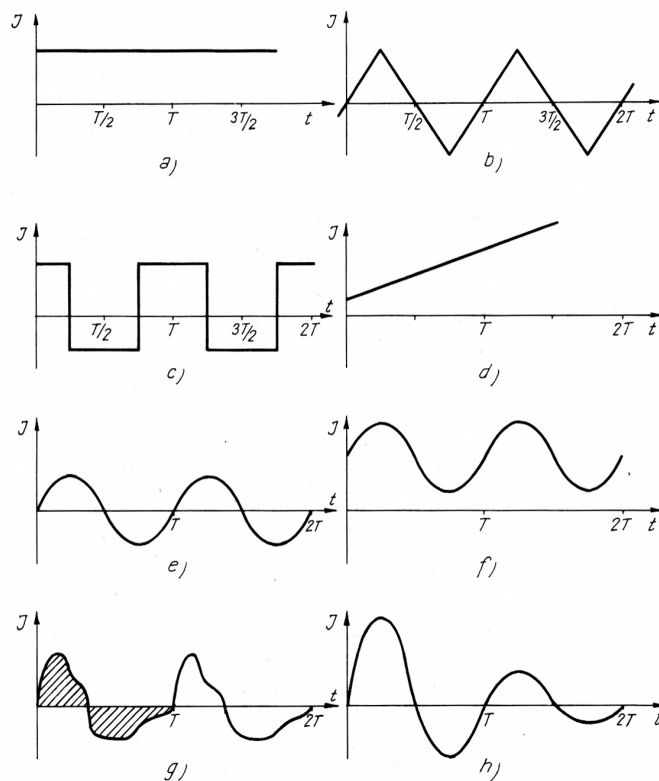 J
T/2 T 3T/2 t
a)
J
T/2 T 3T/2 2T t
b)
J
T/2 T 3T/2 2T t
c)
J
T 2T t
d)
J
T 2T t
e)
J
T 2T t
f)
J
T 2T t
g)
J
T 2T t
h)